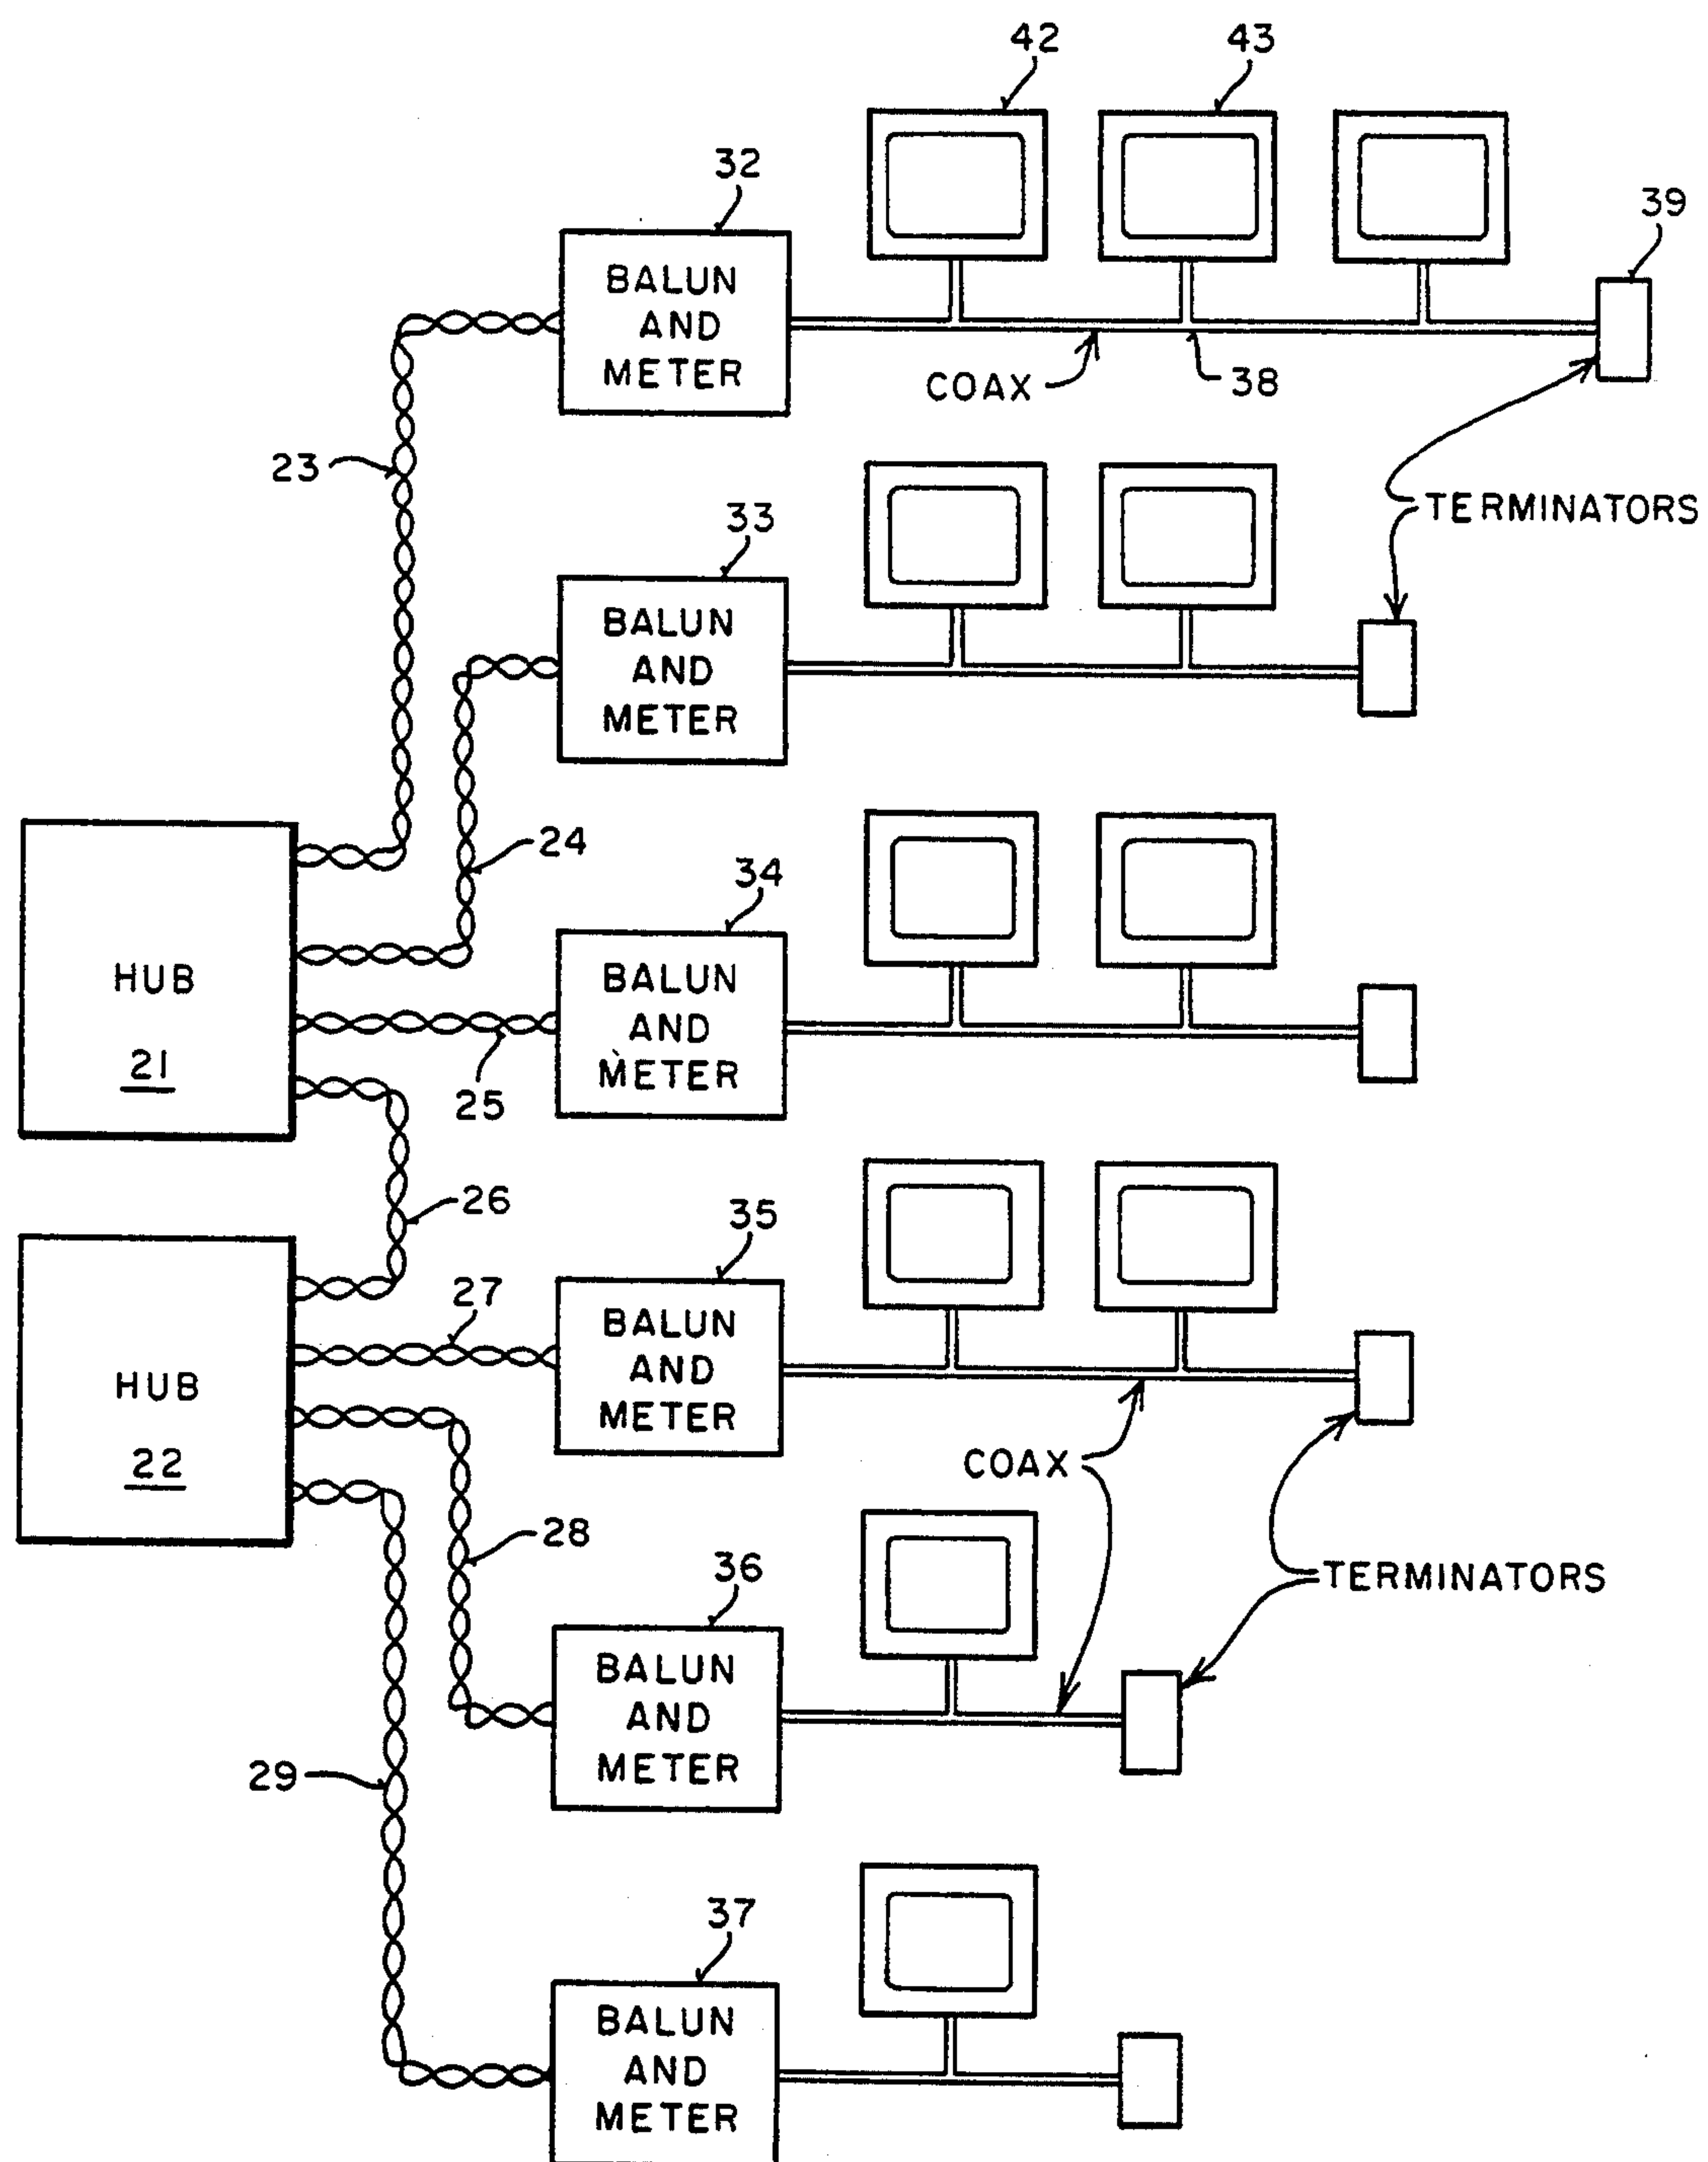 42
43
32
39
BALUN
AND
METER
COAX
38
23
TERMINATORS
33
BALUN
AND
METER
24
34
HUB
21
BALUN
AND
METER
25
26
35
27
BALUN
AND
METER
HUB
22
COAX
28
36
TERMINATORS
BALUN
AND
METER
29
37
BALUN
AND
METER